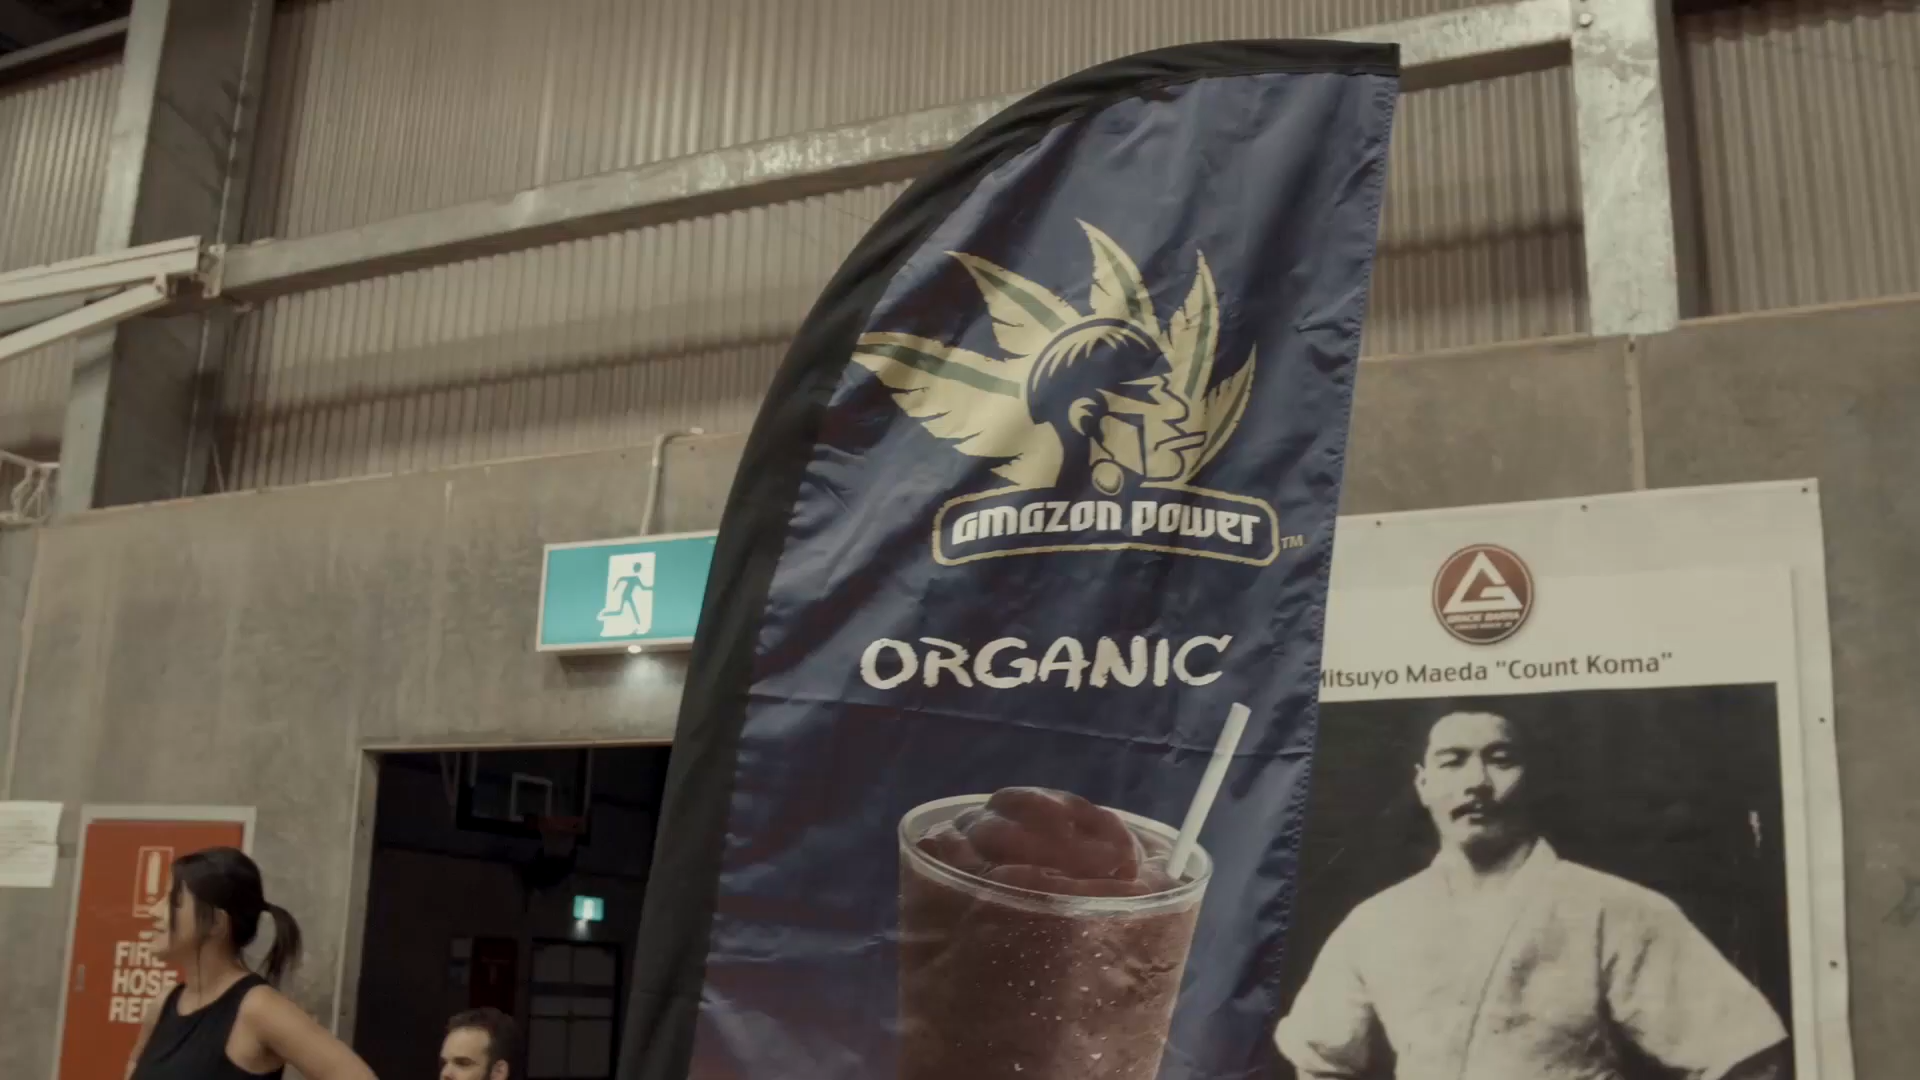 amazon power TM
ORGANIC
Mitsuyo Maeda "Count Koma"
FIRE
HOSE
REE